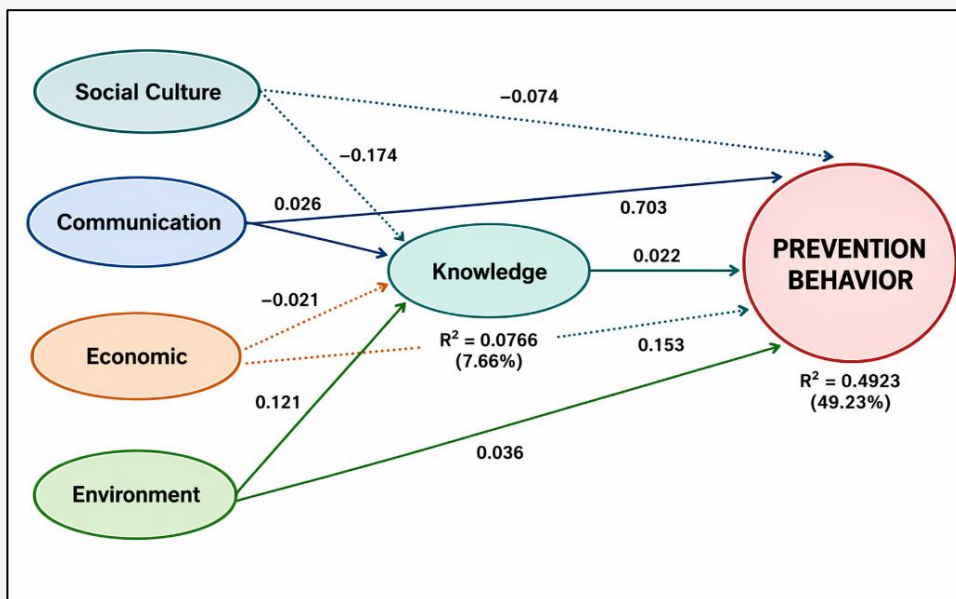 Social Culture
−0.074
−0.174
Communication
0.026
0.703
Knowledge
0.022
PREVENTION
BEHAVIOR
−0.021
Economic
R² = 0.0766
(7.66%)
0.153
R² = 0.4923
(49.23%)
0.121
0.036
Environment